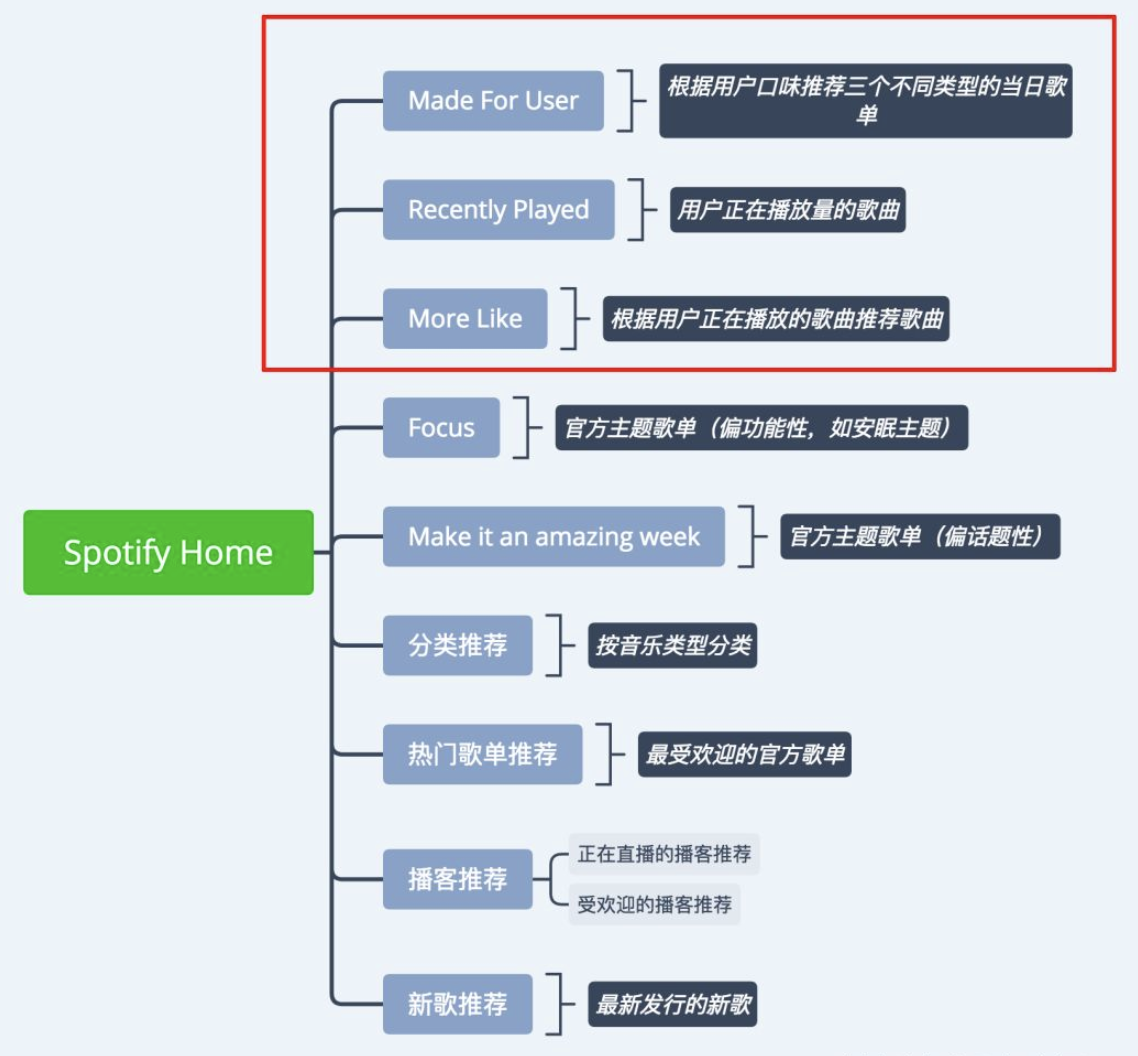 Made For User
根据用户口味推荐三个不同类型的当日歌
单
Recently Played
用户正在播放量的歌曲
More Like
根据用户正在播放的歌曲推荐歌曲
Focus
官方主题歌单（偏功能性，如安眠主题）
Spotify Home
Make it an amazing week
官方主题歌单（偏话题性）
分类推荐
按音乐类型分类
热门歌单推荐
最受欢迎的官方歌单
播客推荐
正在直播的播客推荐
受欢迎的播客推荐
新歌推荐
最新发行的新歌